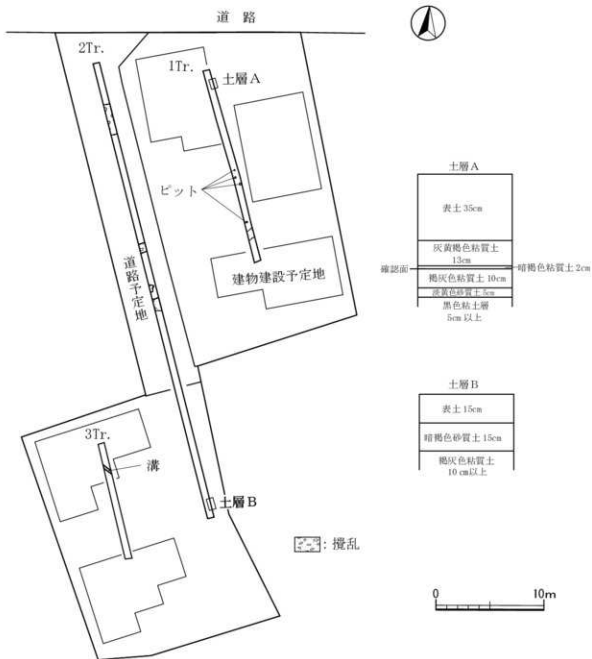 道 路
2Tr.
1Tr.
土層A
ピット
道路予定地
建物建設予定地
3Tr.
溝
土層B
：攪乱
土層A
表土 35cm
灰黄褐色粘質土
13cm
確認面
暗褐色粘質土 2cm
褐灰色粘質土 10cm
淡黄色砂質土 5cm
黒色粘土層
5cm 以上
土層B
表土 15cm
暗褐色砂質土 15cm
褐灰色粘質土
10 cm以上
0
10m